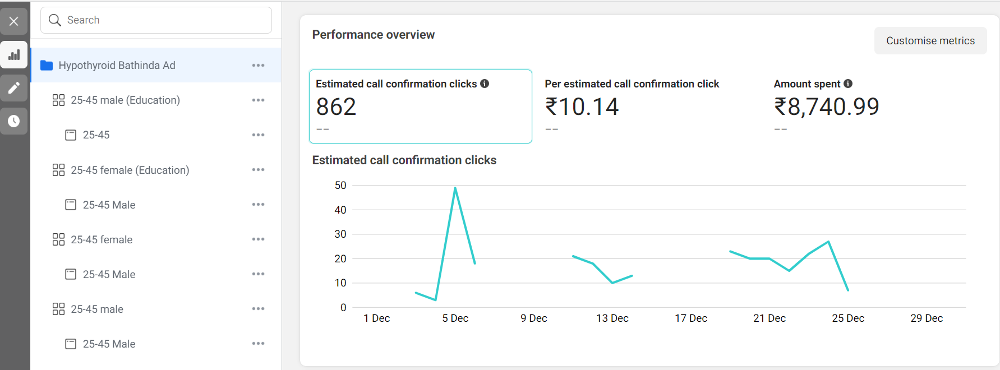 Search
Hypothyroid Bathinda Ad
25-45 male (Education)
25-45
25-45 female (Education)
25-45 Male
25-45 female
25-45 Male
25-45 male
25-45 Male
Performance overview
Customise metrics
Estimated call confirmation clicks
862
--
Per estimated call confirmation click
₹10.14
--
Amount spent
₹8,740.99
--
Estimated call confirmation clicks
50
40
30
20
10
0
1 Dec 5 Dec 9 Dec 13 Dec 17 Dec 21 Dec 25 Dec 29 Dec